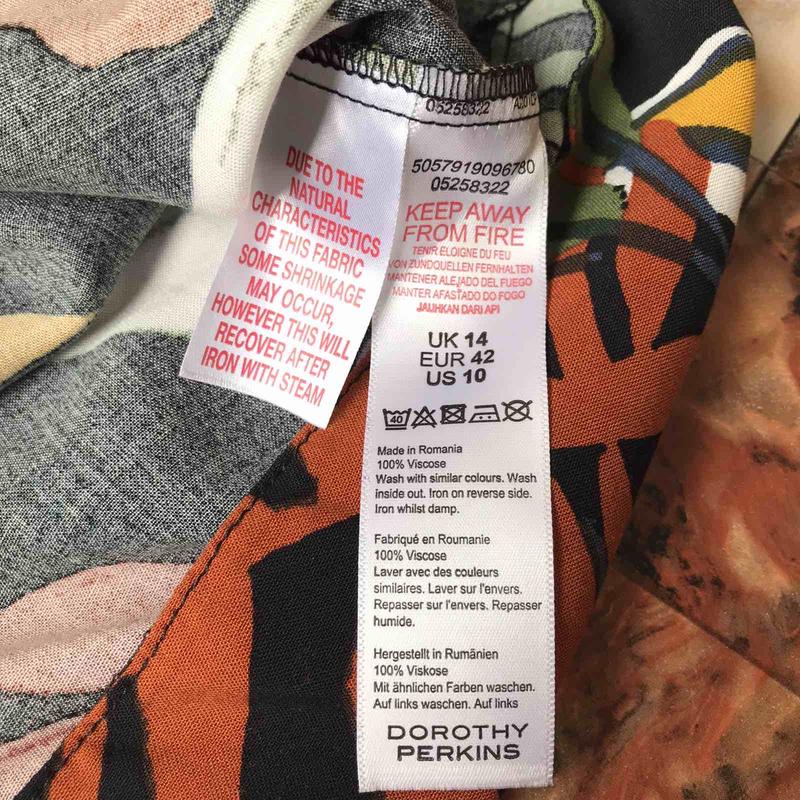 DUE TO THE
NATURAL
CHARACTERISTICS
OF THIS FABRIC
SOME SHRINKAGE
MAY OCCUR,
HOWEVER THIS WILL
RECOVER AFTER
IRON WITH STEAM
05258322
5057919096780
05258322
KEEP AWAY
FROM FIRE
TENIR ÉLOIGNE DU FEU
VON ZUNDQUELLEN FERNHALTEN
MANTENER ALEJADO DEL FUEGO
MANTER AFASTADO DO FOGO
JAUHKAN DARI API
UK 14
EUR 42
US 10
40
Made in Romania
100% Viscose
Wash with similar colours. Wash
inside out. Iron on reverse side.
Iron whilst damp.
Fabriqué en Roumanie
100% Viscose
Laver avec des couleurs
similaires. Laver sur l'envers.
Repasser sur l'envers. Repasser
humide.
Hergestellt in Rumänien
100% Viskose
Mit ähnlichen Farben waschen.
Auf links waschen. Auf links
DOROTHY
PERKINS